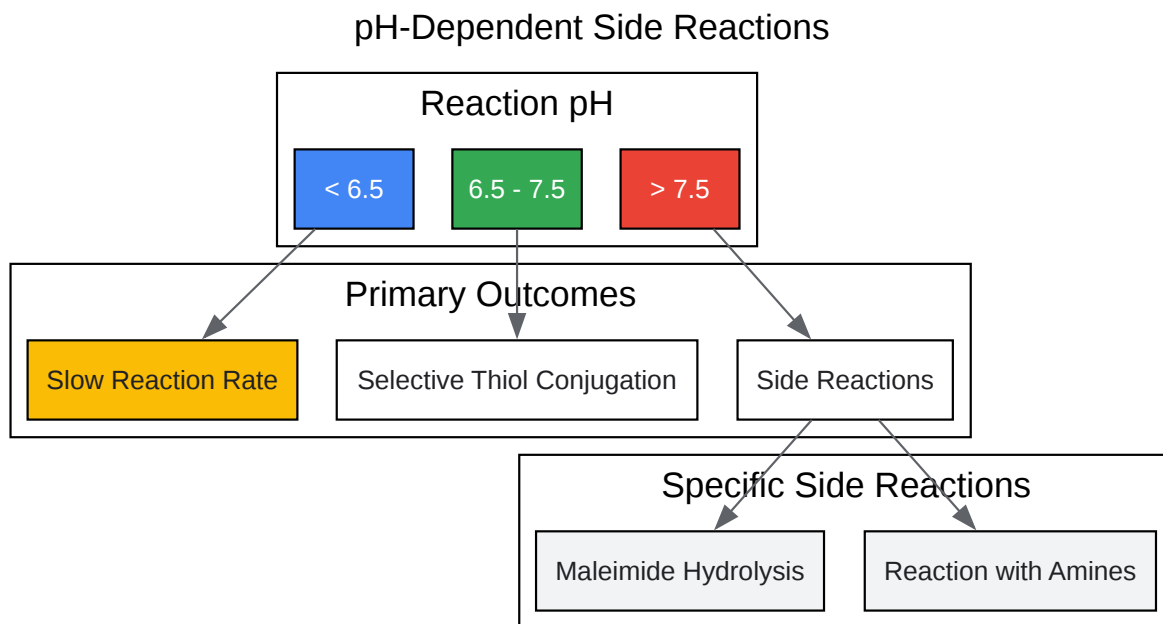 pH-Dependent Side Reactions
Reaction pH
< 6.5
6.5 - 7.5
> 7.5
Primary Outcomes
Slow Reaction Rate
Selective Thiol Conjugation
Side Reactions
Specific Side Reactions
Maleimide Hydrolysis
Reaction with Amines